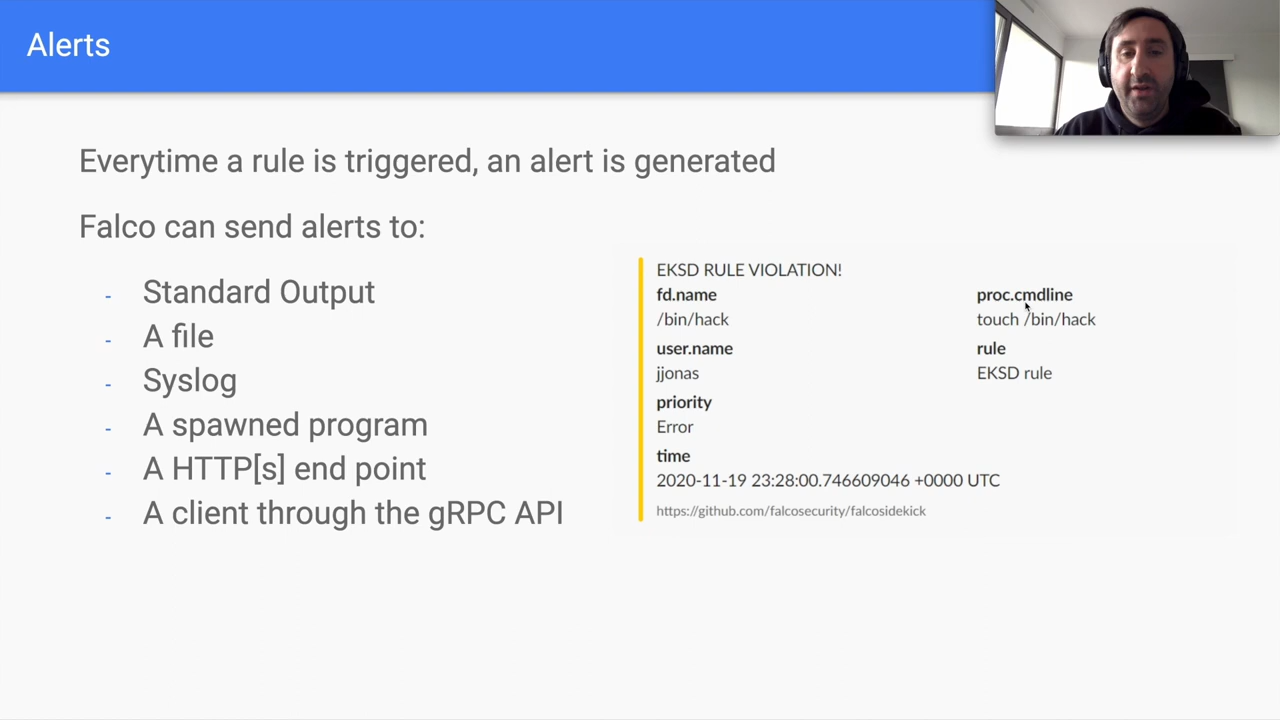 Alerts
Everytime a rule is triggered, an alert is generated
Falco can send alerts to:
- Standard Output
- A file
- Syslog
- A spawned program
- A HTTP[s] end point
- A client through the gRPC API
EKSD RULE VIOLATION!
fd.name
/bin/hack
proc.cmdline
touch /bin/hack
user.name
jjonas
rule
EKSD rule
priority
Error
time
2020-11-19 23:28:00.746609046 +0000 UTC
https://github.com/falcosecurity/falcosidekick